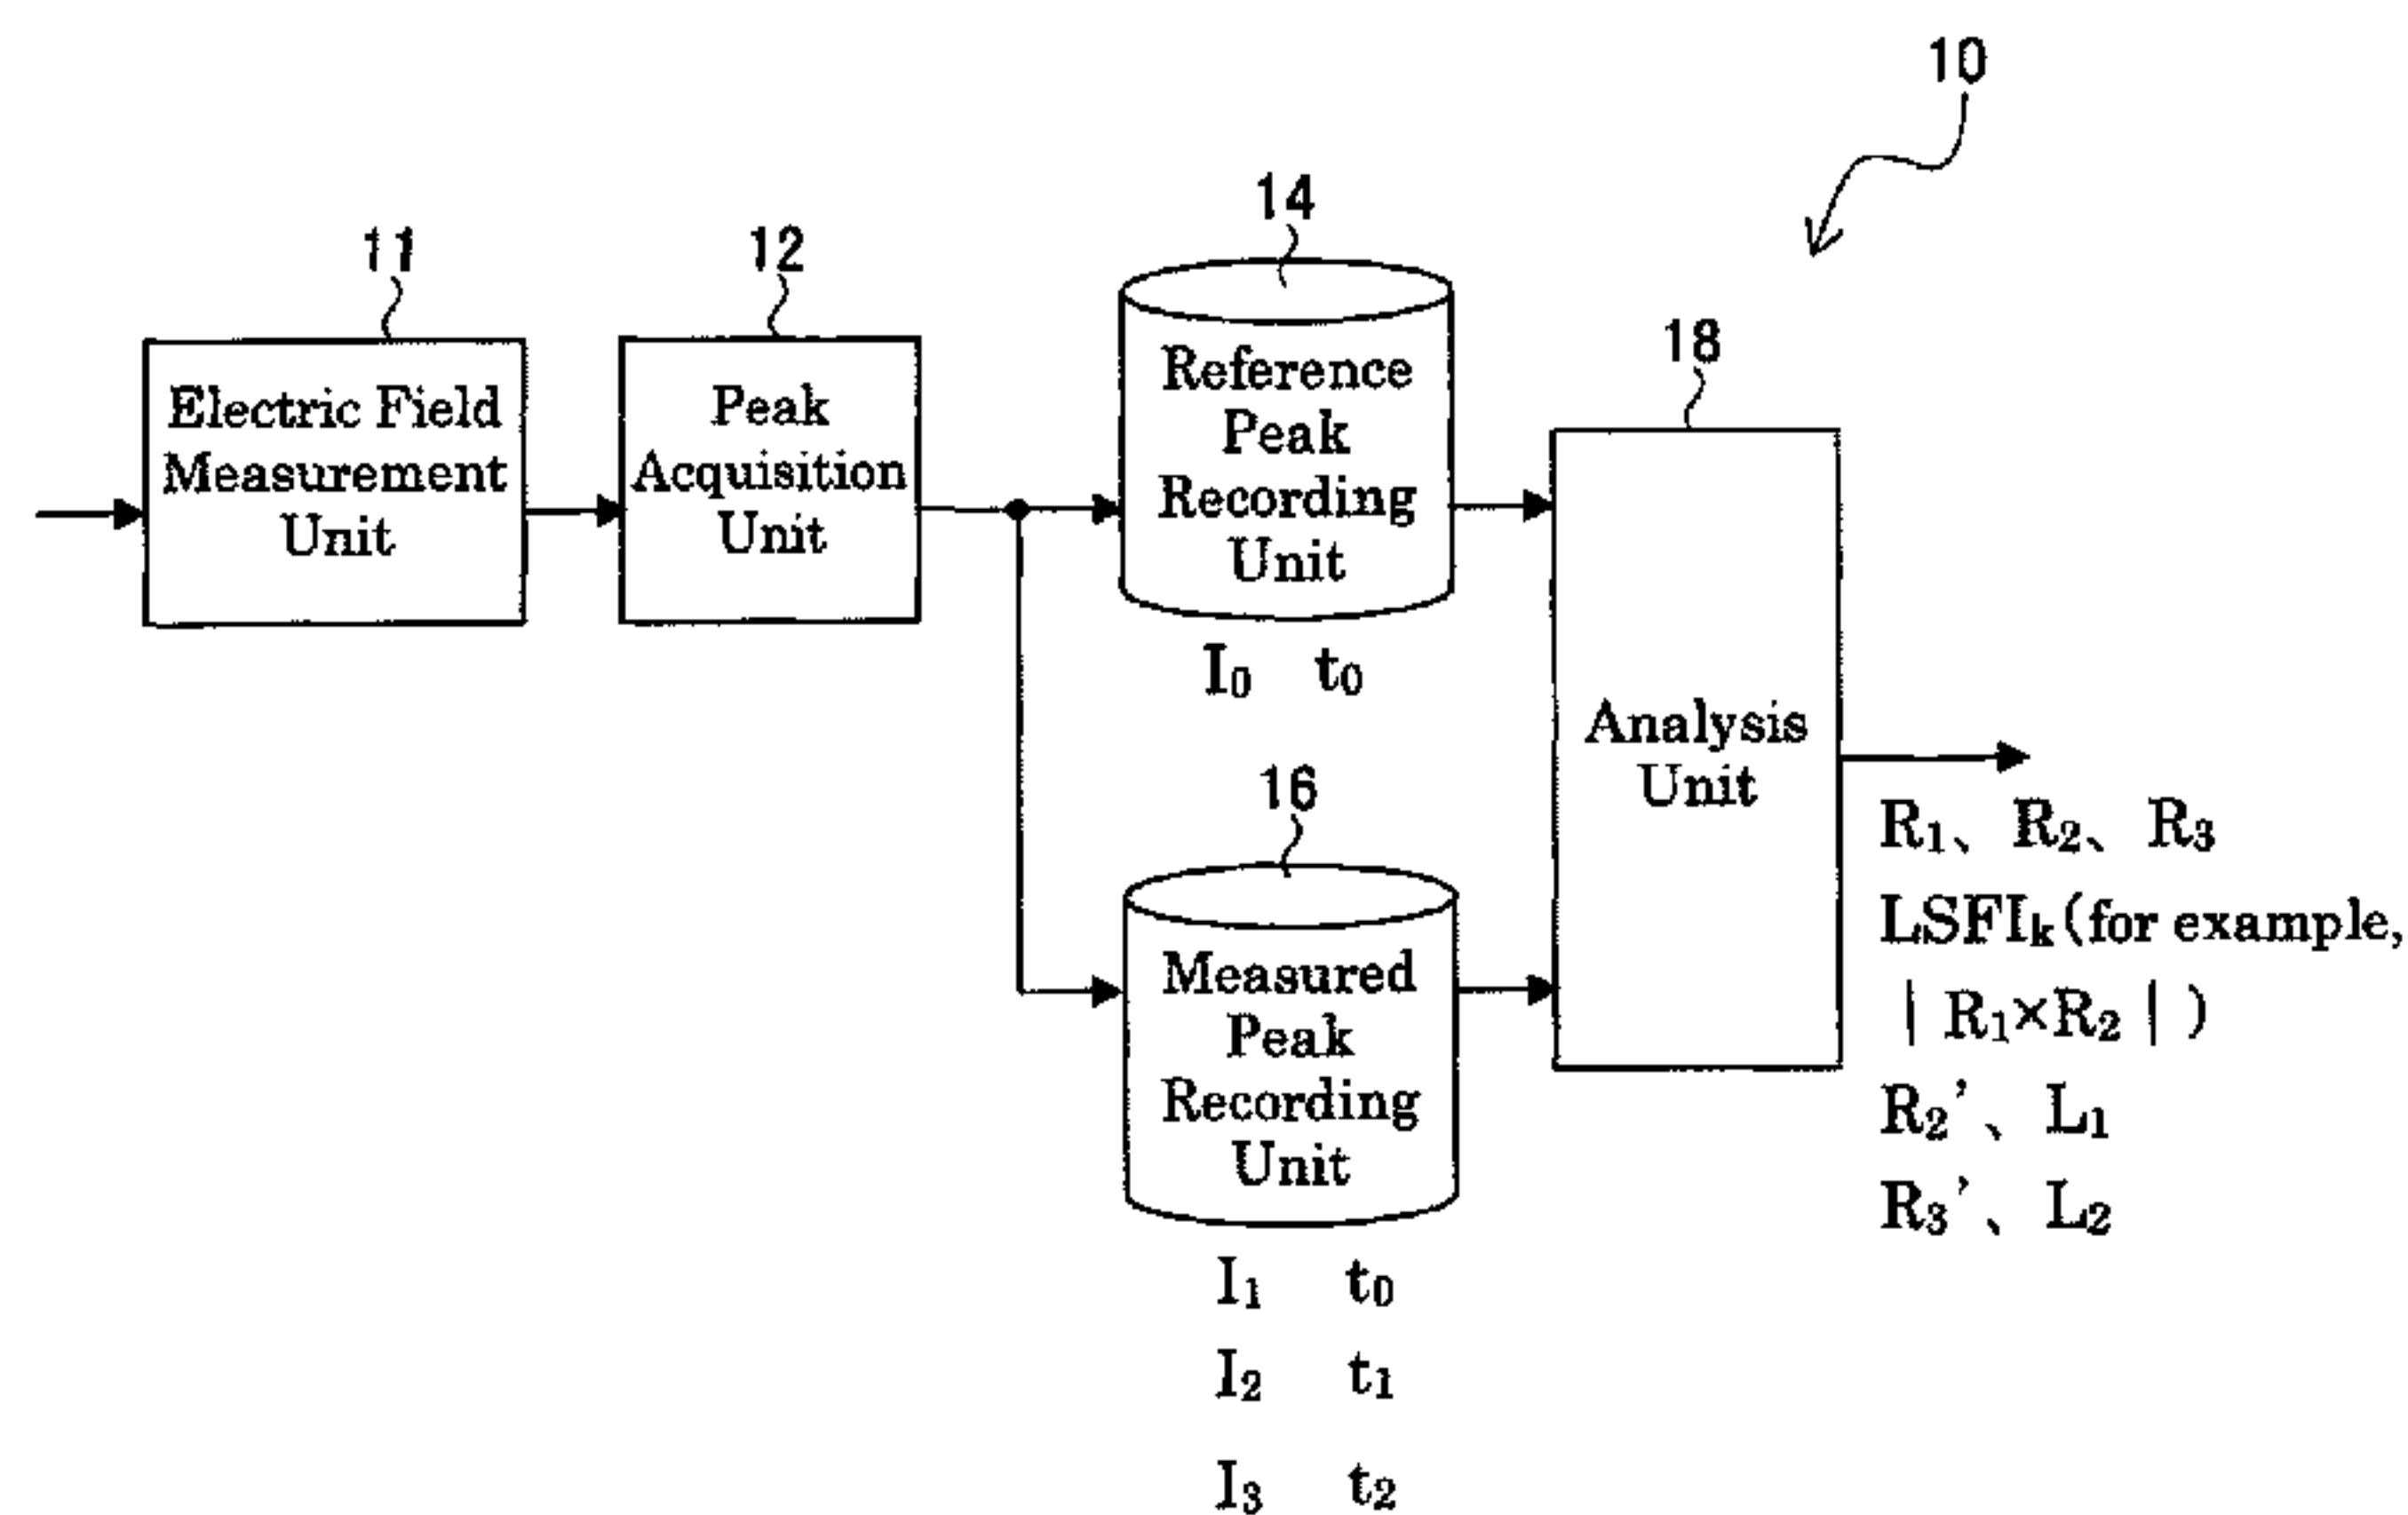 10
11
Electric Field
Measurement
Unit
12
Peak
Acquisition
Unit
14
Reference
Peak
Recording
Unit
I₀ t₀
16
Measured
Peak
Recording
Unit
I₁ t₀
I₂ t₁
I₃ t₂
18
Analysis
Unit
R₁、R₂、R₃
LSFIₖ(for example,
|R₁×R₂|)
R₂’、L₁
R₃’、L₂